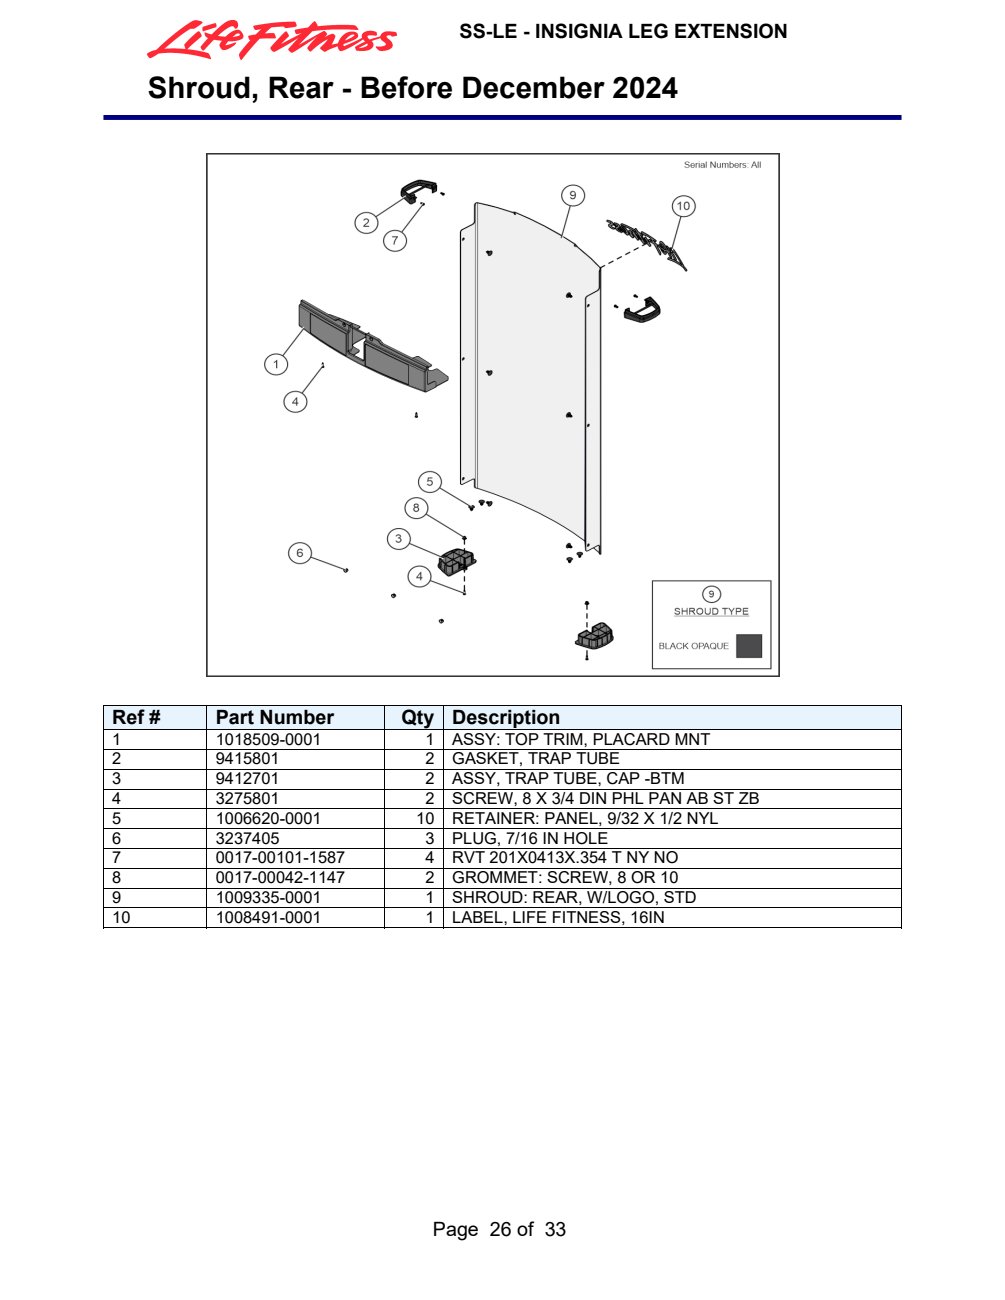 Life Fitness
SS-LE - INSIGNIA LEG EXTENSION
Shroud, Rear - Before December 2024
Serial Numbers: All
9
10
2
7
1
4
5
8
3
6
4
9
SHROUD TYPE
BLACK OPAQUE
Ref # Part Number Qty Description
1 1018509-0001 1 ASSY: TOP TRIM, PLACARD MNT
2 9415801 2 GASKET, TRAP TUBE
3 9412701 2 ASSY, TRAP TUBE, CAP -BTM
4 3275801 2 SCREW, 8 X 3/4 DIN PHL PAN AB ST ZB
5 1006620-0001 10 RETAINER: PANEL, 9/32 X 1/2 NYL
6 3237405 3 PLUG, 7/16 IN HOLE
7 0017-00101-1587 4 RVT 201X0413X.354 T NY NO
8 0017-00042-1147 2 GROMMET: SCREW, 8 OR 10
9 1009335-0001 1 SHROUD: REAR, W/LOGO, STD
10 1008491-0001 1 LABEL, LIFE FITNESS, 16IN
Page 26 of 33